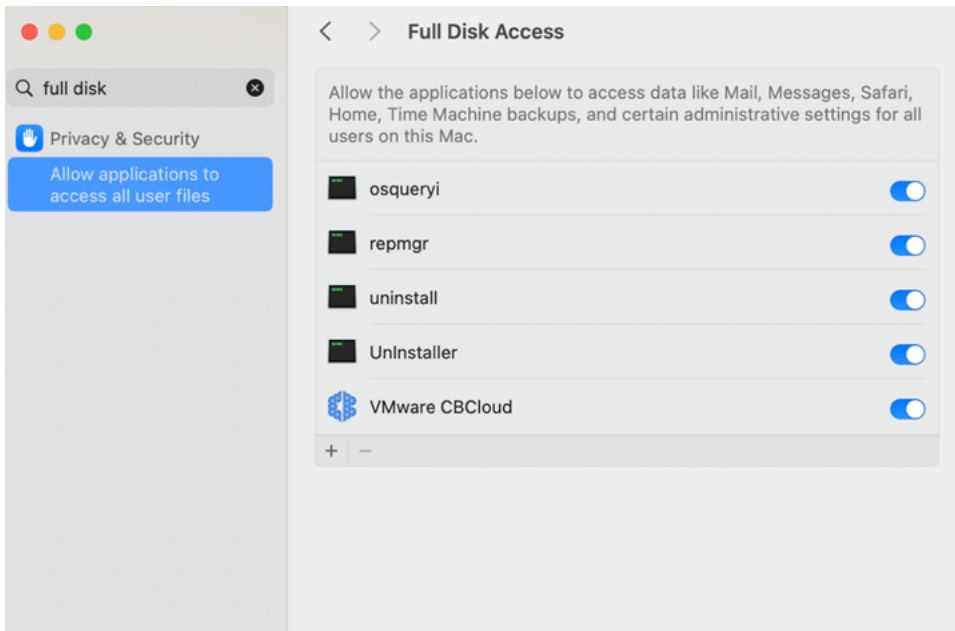 full disk
Privacy & Security
Allow applications to
access all user files
Full Disk Access
Allow the applications below to access data like Mail, Messages, Safari,
Home, Time Machine backups, and certain administrative settings for all
users on this Mac.
osqueryi
repmgr
uninstall
UnInstaller
VMware CBCloud